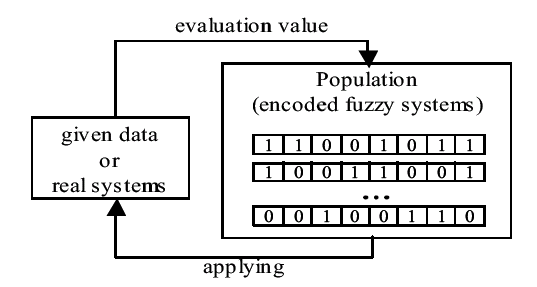 evaluation value
Population
(encoded fuzzy systems)
given data
or
real systems
1 1 0 0 1 0 1 1
1 0 0 1 1 0 0 1
...
0 0 1 0 0 1 1 0
applying